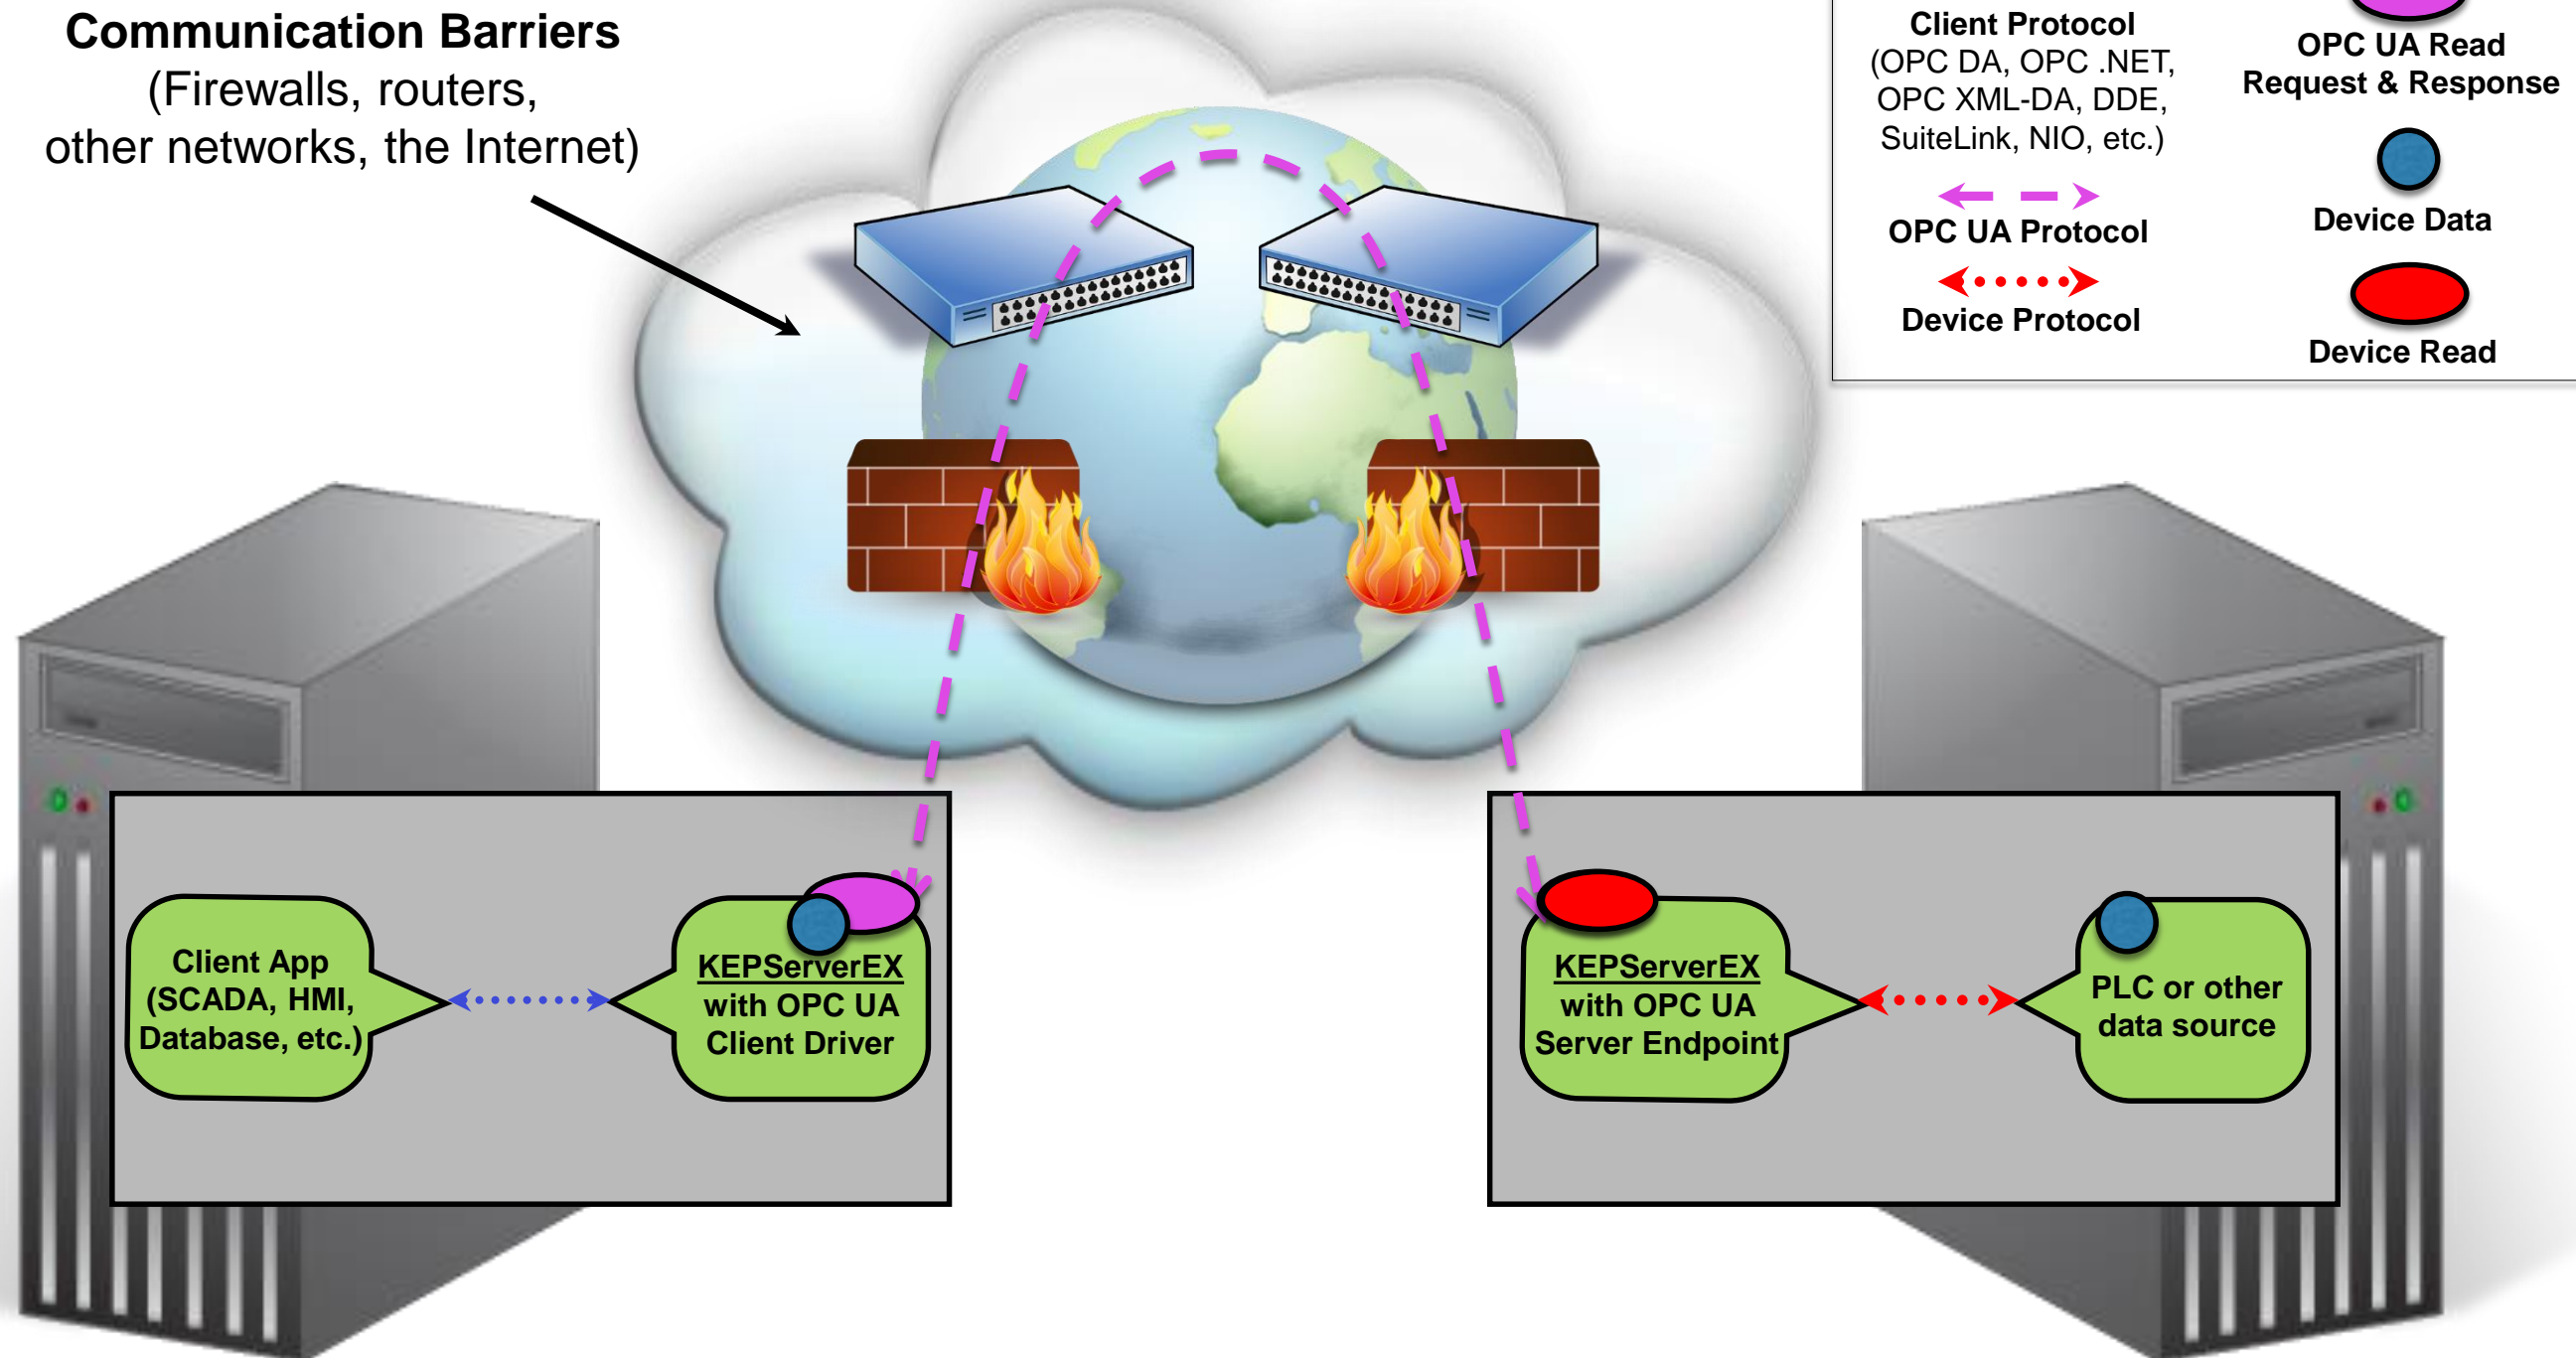 Communication Barriers
(Firewalls, routers,
other networks, the Internet)
Client Protocol
(OPC DA, OPC .NET,
OPC XML-DA, DDE,
SuiteLink, NIO, etc.)
OPC UA Protocol
Device Protocol
OPC UA Read
Request & Response
Device Data
Device Read
Client App
(SCADA, HMI,
Database, etc.)
KEPServerEX
with OPC UA
Client Driver
KEPServerEX
with OPC UA
Server Endpoint
PLC or other
data source